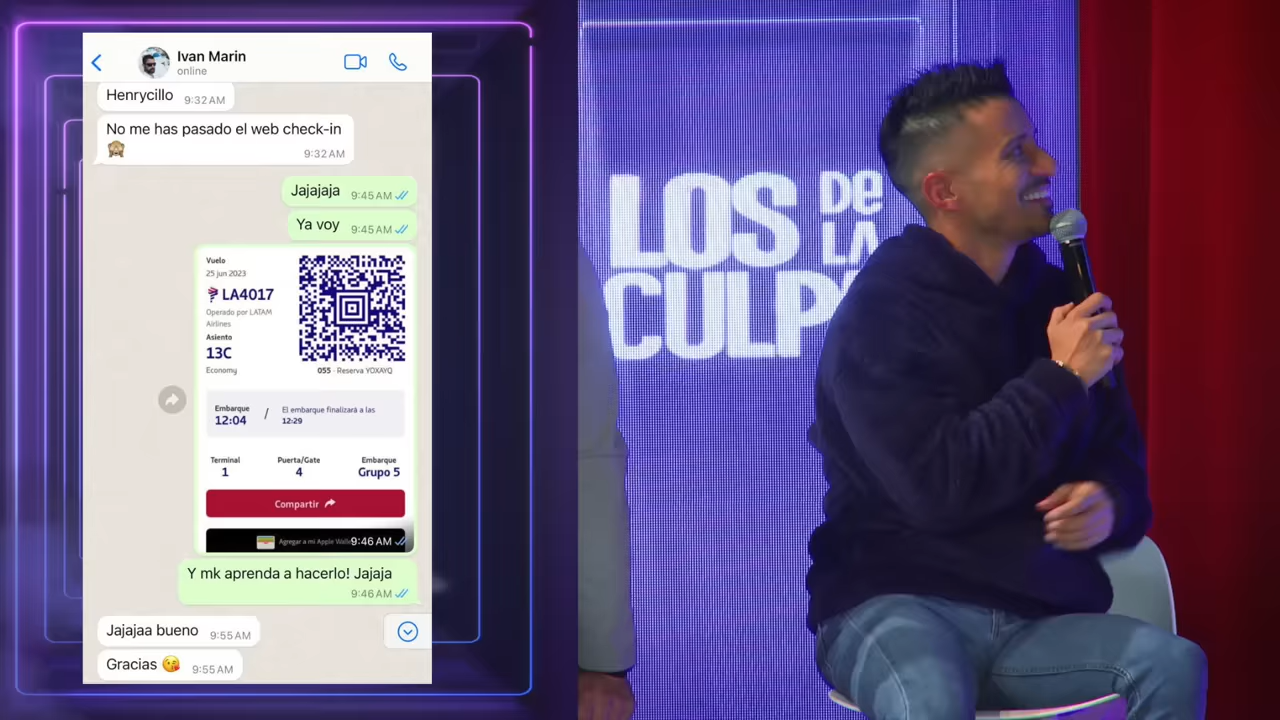 Ivan Marin
online
Henrycillo 9:32 AM
No me has pasado el web check-in
🙈 9:32 AM
Jajajaja 9:45 AM
Ya voy 9:45 AM
Vuelo
25 jun 2023
LA4017
Operado por LATAM
Airlines
Asiento
13C
Economy
055 - Reserva YOXAYQ
Embarque
12:04
/
El embarque finalizará a las
12:29
Terminal
1
Puerta/Gate
4
Embarque
Grupo 5
Compartir
Agregar a mi Apple Walle
9:46 AM
Y mk aprenda a hacerlo! Jajaja
9:46 AM
Jajajaa bueno 9:55 AM
Gracias 😘 9:55 AM
LOS DE
LA
CULP